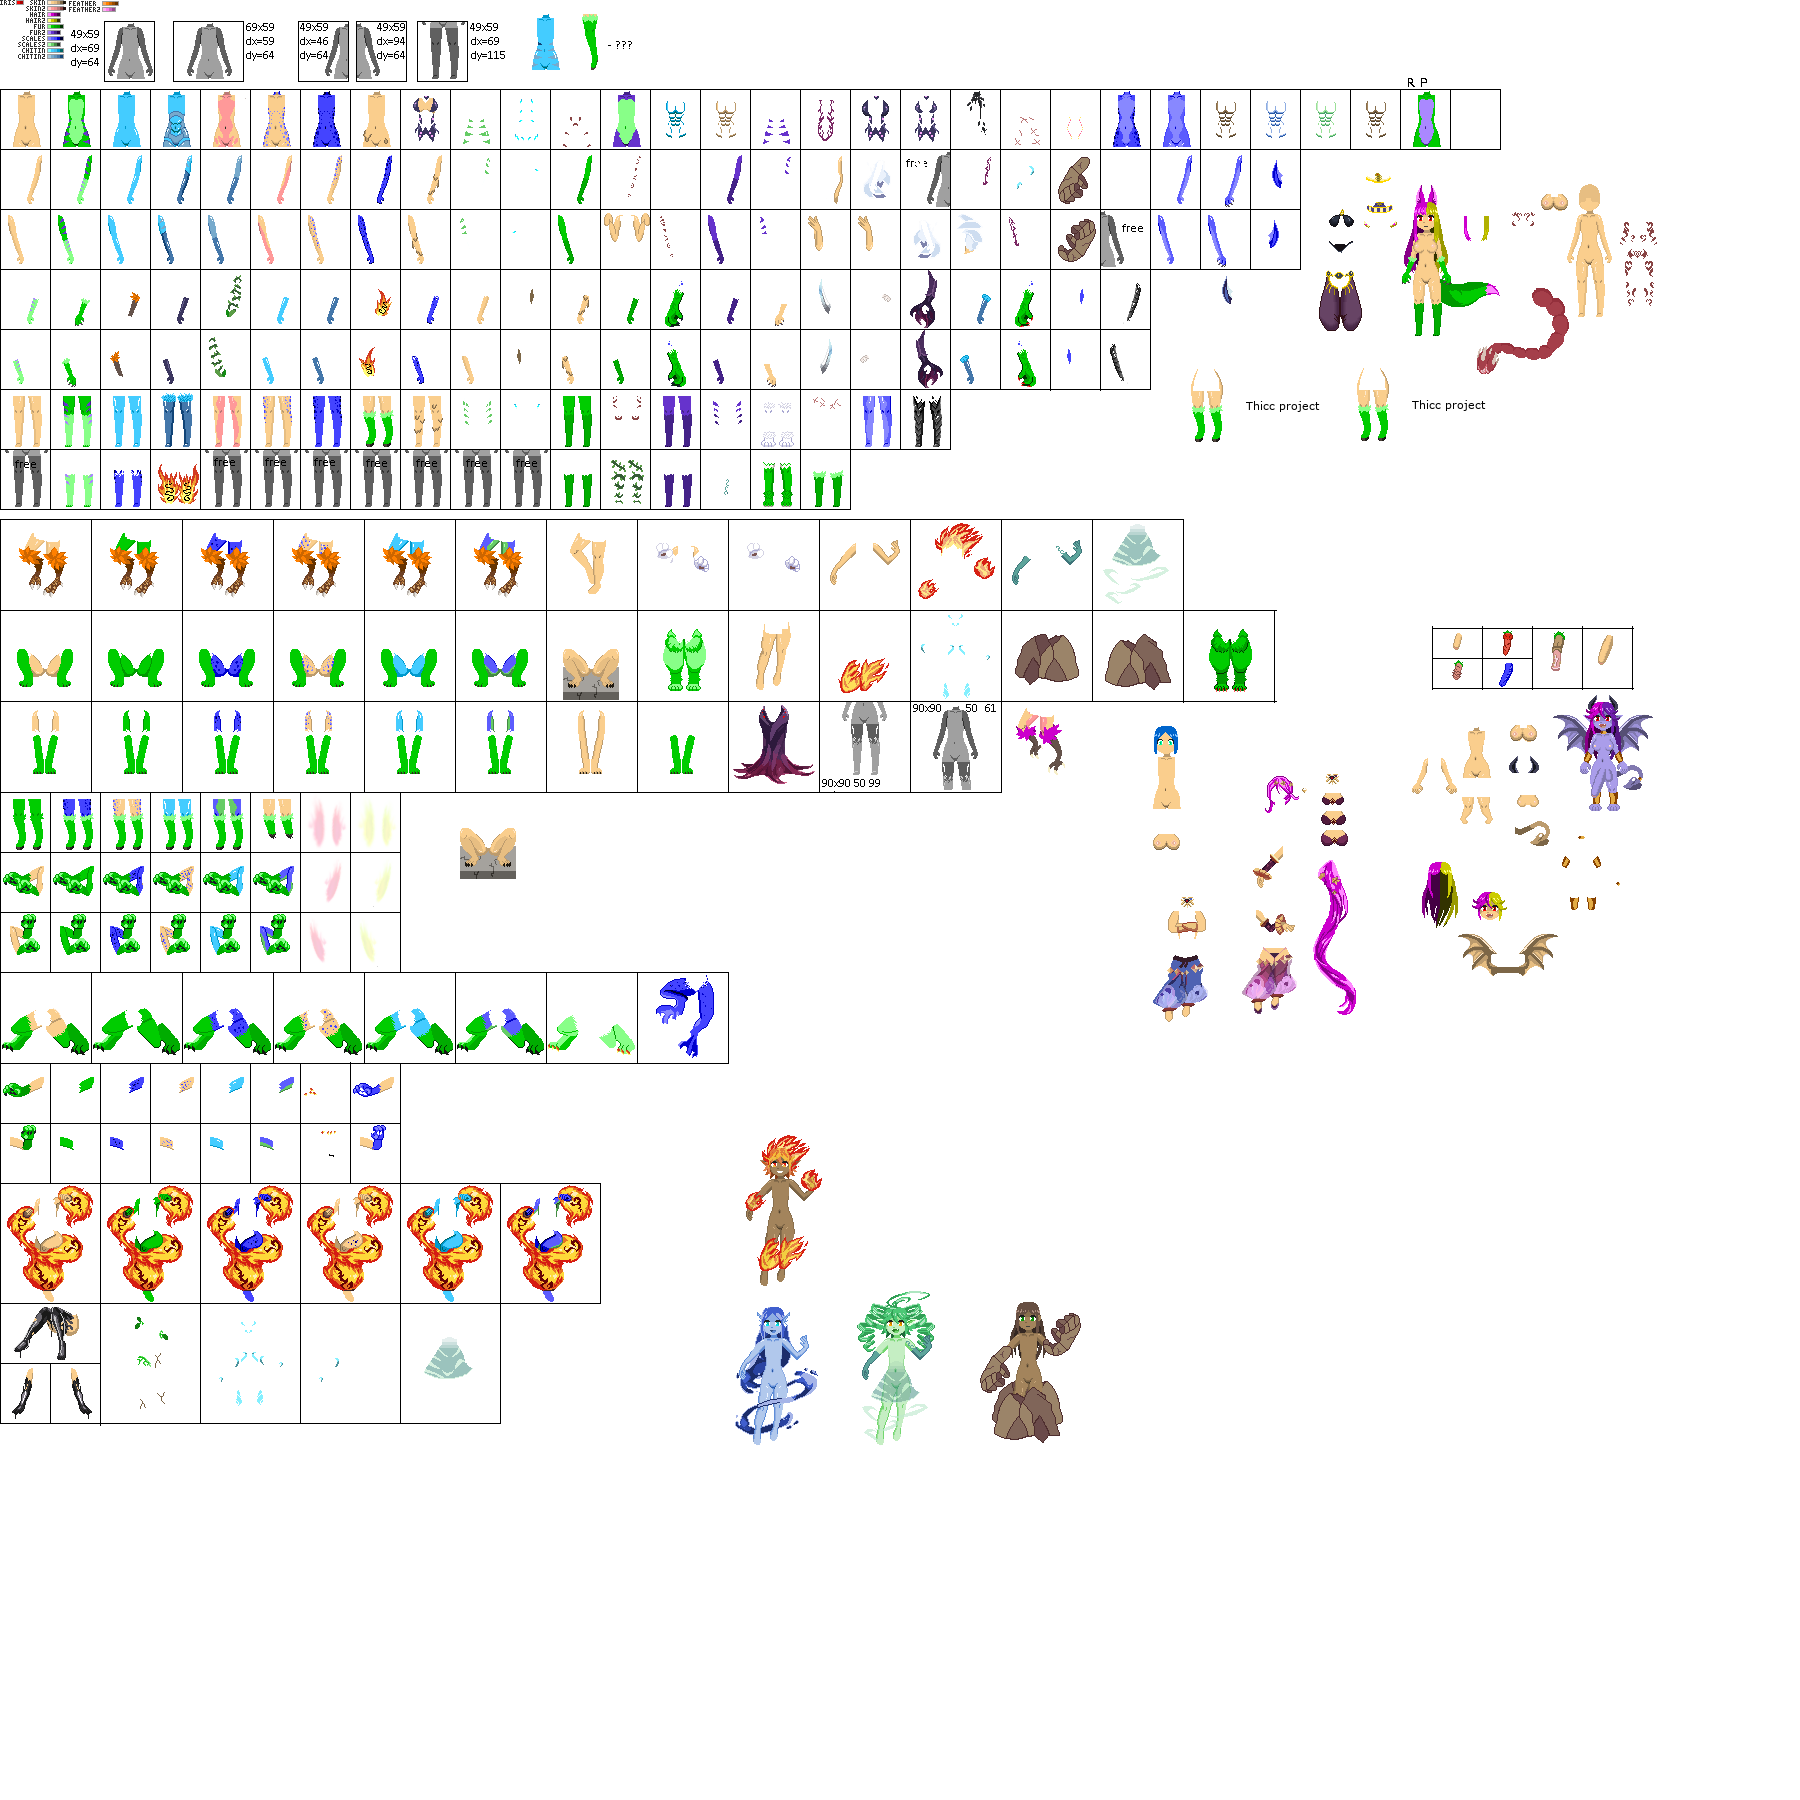 IRIS
SKIN
SKIN2
HAIR
HAIR2
FUR
FUR2
SCALES
SCALES2
CHITIN
CHITIN2
FEATHER
FEATHER2
49x59
dx=69
dy=64
69x59
dx=59
dy=64
49x59
dx=46
dy=64
49x59
dx=94
dy=64
49x59
dx=69
dy=115
- ???
R P
free
free
Thicc project
Thicc project
free
free
free
free
free
free
free
free
90x90 50 99
90x90 50 61